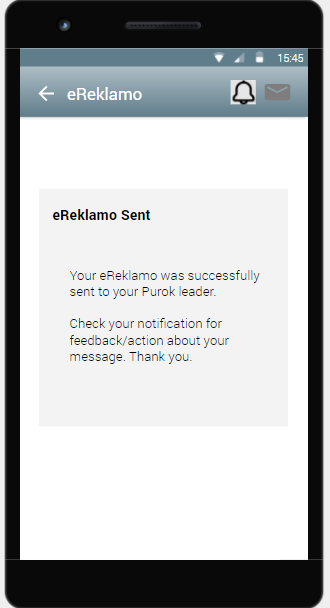 15:45
eReklamo
eReklamo Sent
Your eReklamo was successfully
sent to your Purok leader.
Check your notification for
feedback/action about your
message. Thank you.